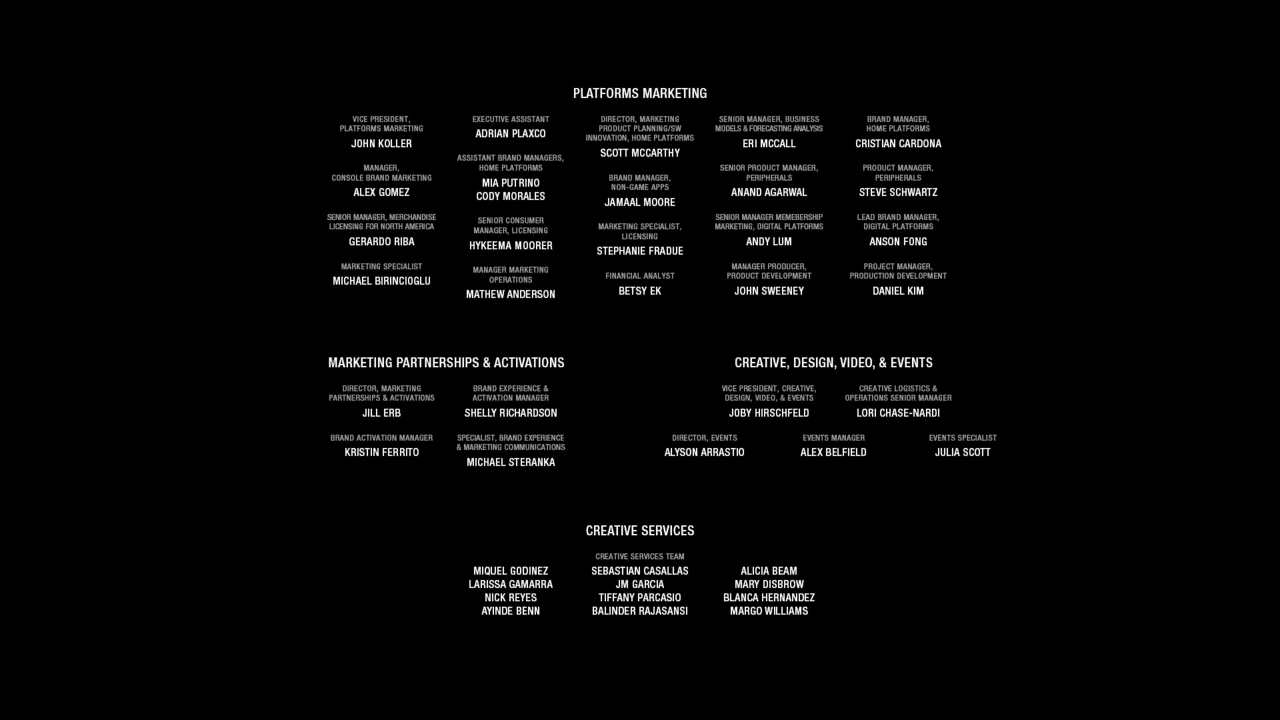 PLATFORMS MARKETING
VICE PRESIDENT,
PLATFORMS MARKETING
JOHN KOLLER
MANAGER,
CONSOLE BRAND MARKETING
ALEX GOMEZ
SENIOR MANAGER, MERCHANDISE
LICENSING FOR NORTH AMERICA
GERARDO RIBA
MARKETING SPECIALIST
MICHAEL BIRINCIOGLU
EXECUTIVE ASSISTANT
ADRIAN PLAXCO
ASSISTANT BRAND MANAGERS,
HOME PLATFORMS
MIA PUTRINO
CODY MORALES
SENIOR CONSUMER
MANAGER, LICENSING
HYKEEMA MOORER
MANAGER MARKETING
OPERATIONS
MATHEW ANDERSON
DIRECTOR, MARKETING
PRODUCT PLANNING/SW
INNOVATION, HOME PLATFORMS
SCOTT MCCARTHY
BRAND MANAGER,
NON-GAME APPS
JAMAAL MOORE
MARKETING SPECIALIST,
LICENSING
STEPHANIE FRADUE
FINANCIAL ANALYST
BETSY EK
SENIOR MANAGER, BUSINESS
MODELS & FORECASTING ANALYSIS
ERI MCCALL
SENIOR PRODUCT MANAGER,
PERIPHERALS
ANAND AGARWAL
SENIOR MANAGER MEMEBERSHIP
MARKETING, DIGITAL PLATFORMS
ANDY LUM
MANAGER PRODUCER,
PRODUCT DEVELOPMENT
JOHN SWEENEY
BRAND MANAGER,
HOME PLATFORMS
CRISTIAN CARDONA
PRODUCT MANAGER,
PERIPHERALS
STEVE SCHWARTZ
LEAD BRAND MANAGER,
DIGITAL PLATFORMS
ANSON FONG
PROJECT MANAGER,
PRODUCTION DEVELOPMENT
DANIEL KIM
MARKETING PARTNERSHIPS & ACTIVATIONS
DIRECTOR, MARKETING
PARTNERSHIPS & ACTIVATIONS
JILL ERB
BRAND EXPERIENCE &
ACTIVATION MANAGER
SHELLY RICHARDSON
BRAND ACTIVATION MANAGER
KRISTIN FERRITO
SPECIALIST, BRAND EXPERIENCE
& MARKETING COMMUNICATIONS
MICHAEL STERANKA
CREATIVE, DESIGN, VIDEO, & EVENTS
VICE PRESIDENT, CREATIVE,
DESIGN, VIDEO, & EVENTS
JOBY HIRSCHFELD
CREATIVE LOGISTICS &
OPERATIONS SENIOR MANAGER
LORI CHASE-NARDI
DIRECTOR, EVENTS
ALYSON ARRASTIO
EVENTS MANAGER
ALEX BELFIELD
EVENTS SPECIALIST
JULIA SCOTT
CREATIVE SERVICES
CREATIVE SERVICES TEAM
MIQUEL GODINEZ
LARISSA GAMARRA
NICK REYES
AYINDE BENN
SEBASTIAN CASALLAS
JM GARCIA
TIFFANY PARCASIO
BALINDER RAJASANSI
ALICIA BEAM
MARY DISBROW
BLANCA HERNANDEZ
MARGO WILLIAMS